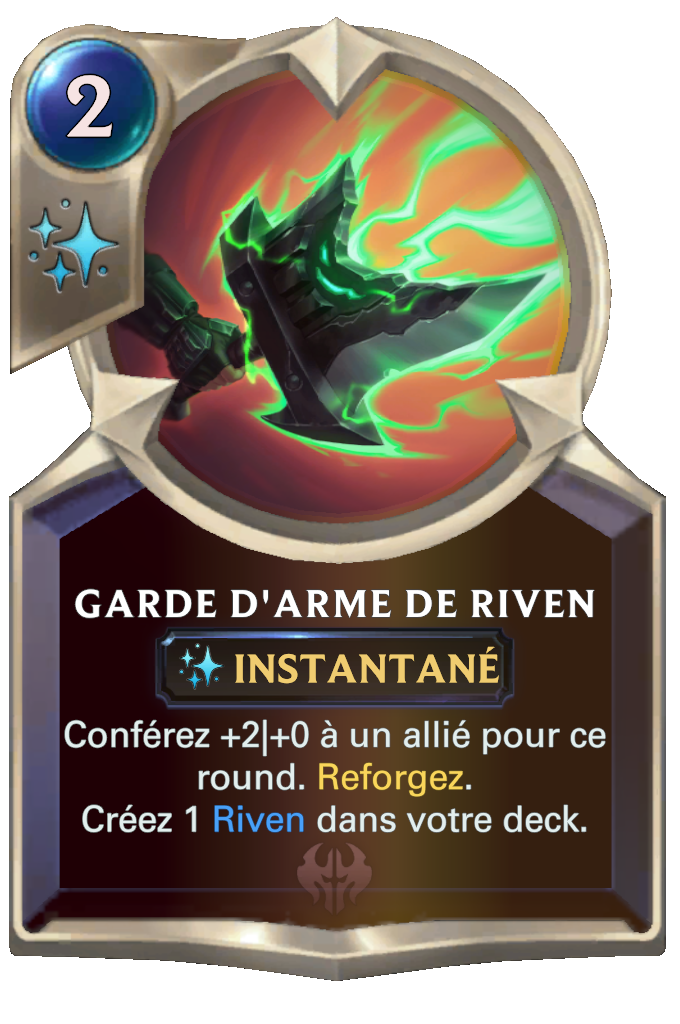 2
GARDE D'ARME DE RIVEN
INSTANTANÉ
Conférez +2|+0 à un allié pour ce
round. Reforgez.
Créez 1 Riven dans votre deck.